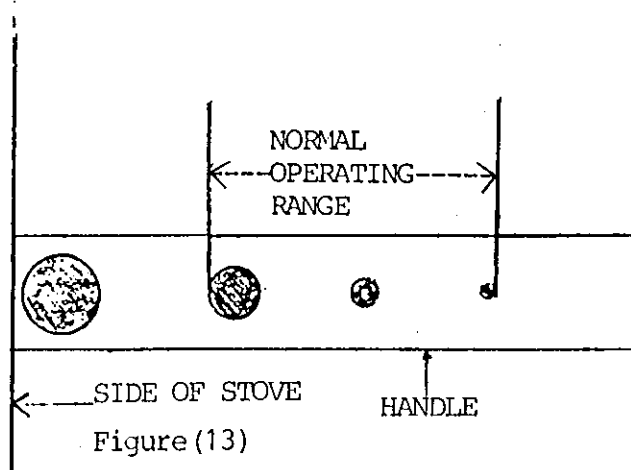 NORMAL
OPERATING
RANGE
SIDE OF STOVE
HANDLE
Figure (13)